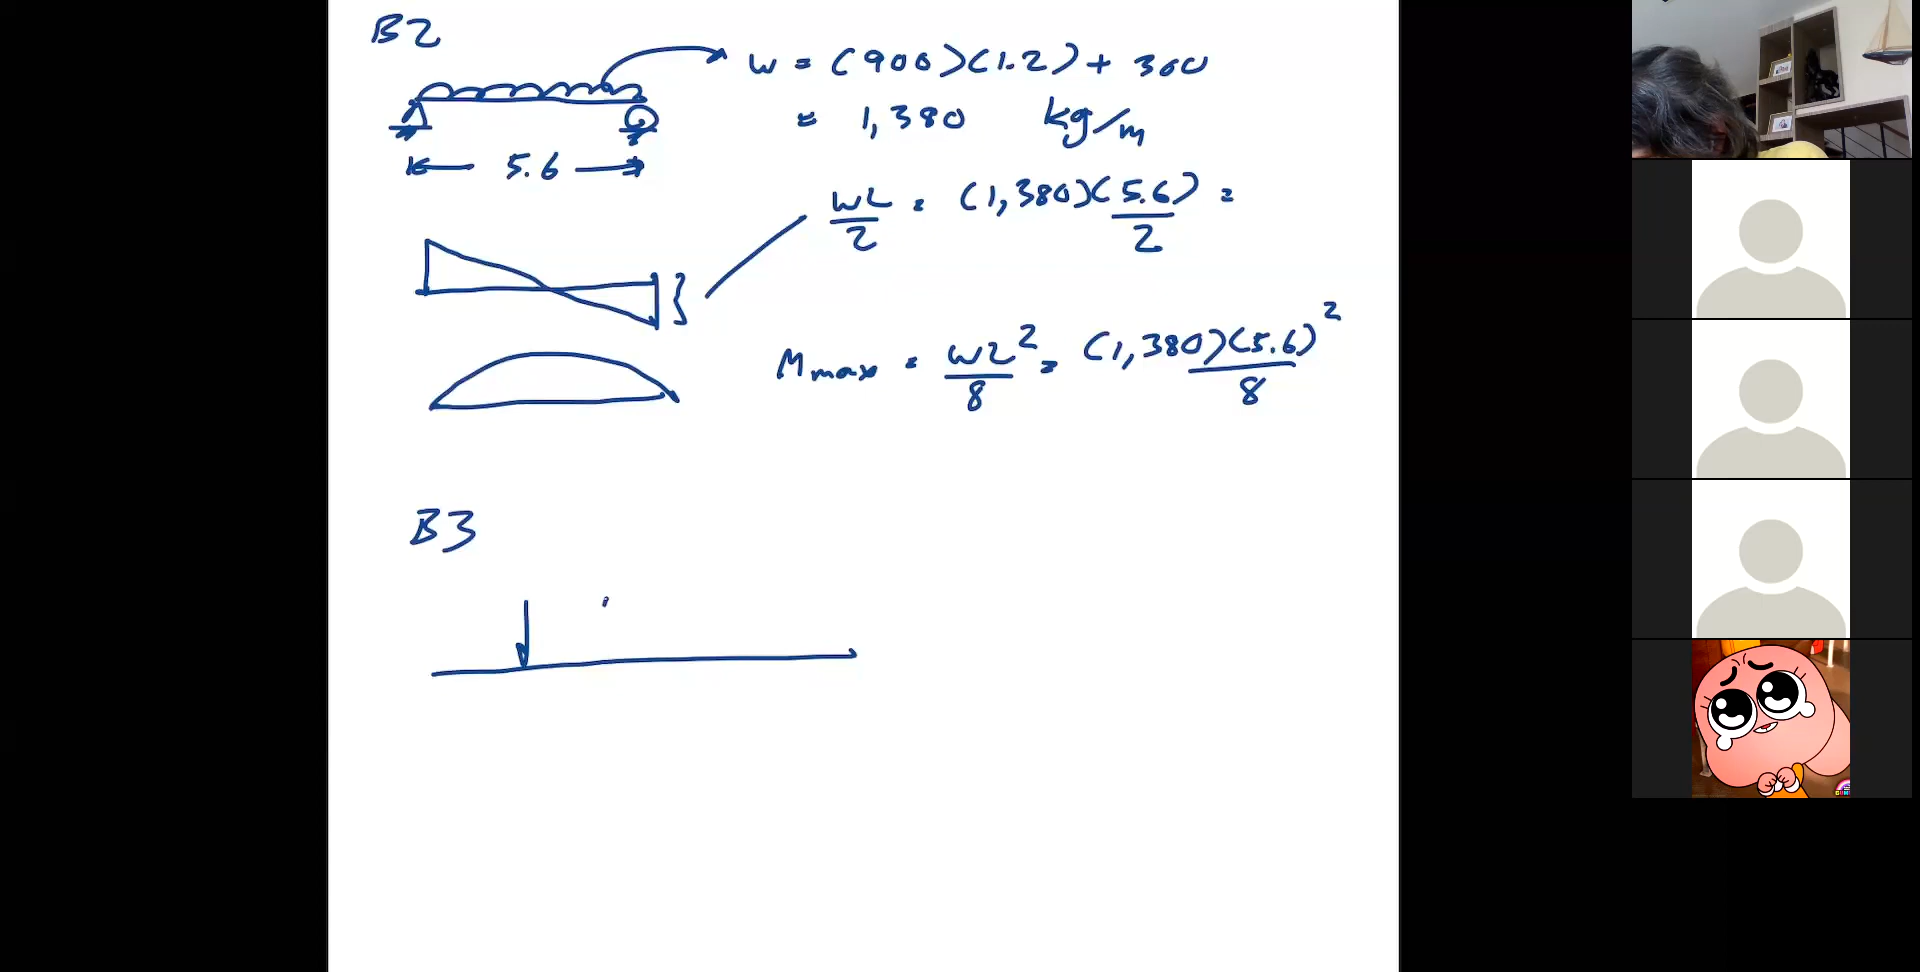 B2
w = (900)(1.2) + 300
= 1,380 kg/m
5.6
wL/2 = (1,380)(5.6)/2 =
Mmax = wL²/8 = (1,380)(5.6)²/8
B3